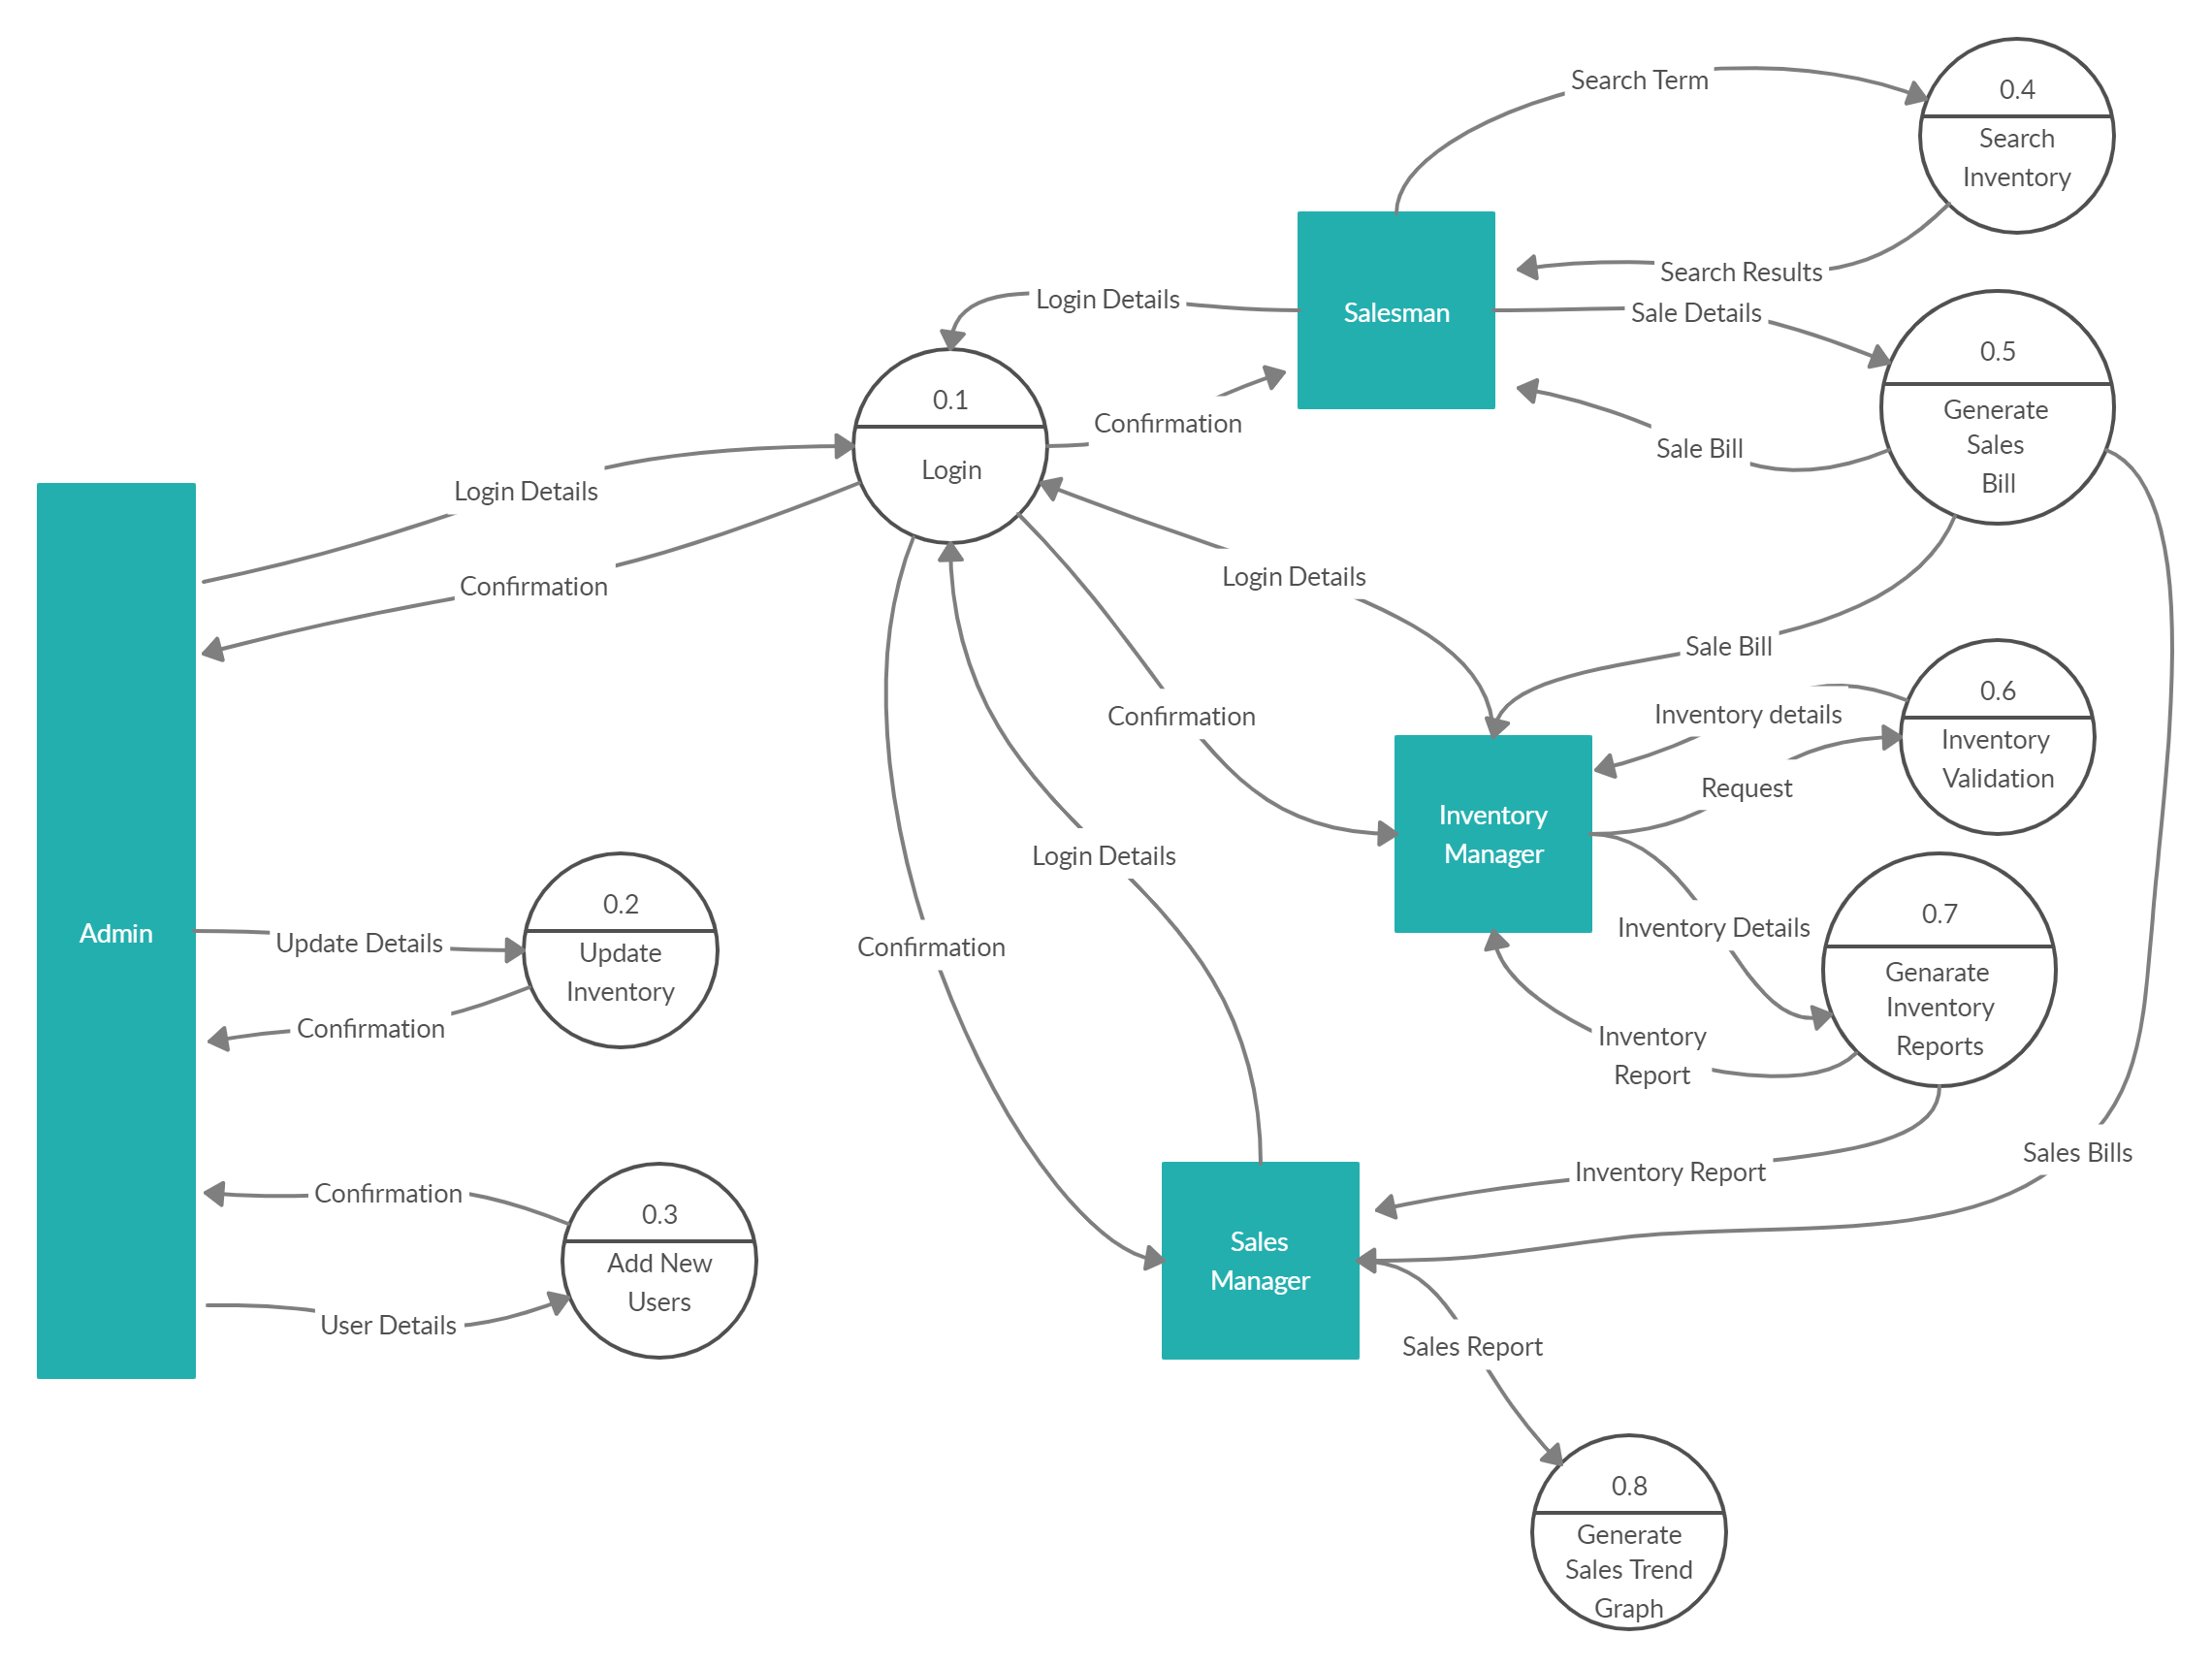 Search Term
0.4
Search
Inventory
Search Results
Login Details
Salesman
Sale Details
0.5
Generate
Sales
Bill
0.1
Login
Confirmation
Sale Bill
Login Details
Confirmation
Login Details
Sale Bill
0.6
Inventory
Validation
Inventory details
Confirmation
Request
Inventory
Manager
Login Details
0.7
Genarate
Inventory
Reports
Inventory Details
Admin
Update Details
0.2
Update
Inventory
Confirmation
Confirmation
Inventory
Report
Sales Bills
Inventory Report
Confirmation
0.3
Add New
Users
User Details
Sales
Manager
Sales Report
0.8
Generate
Sales Trend
Graph